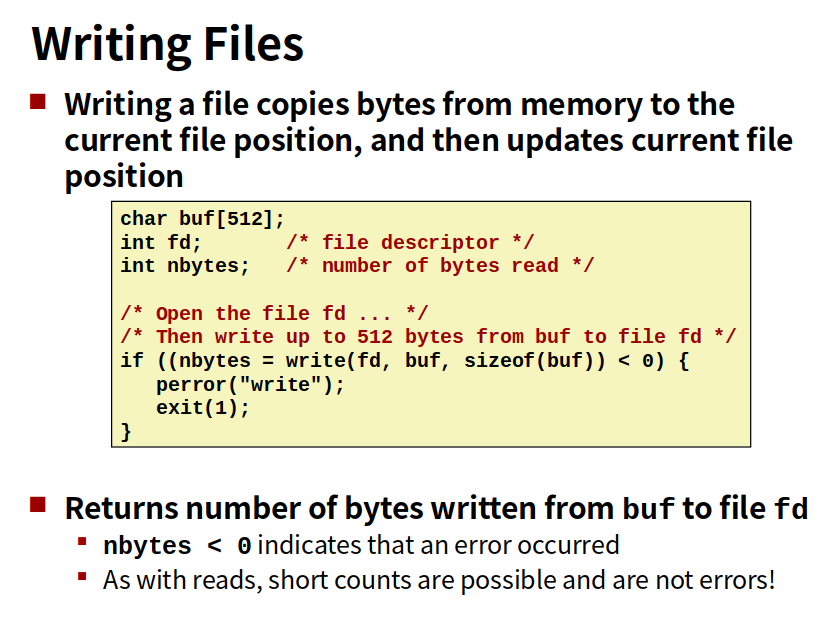 Writing Files
Writing a file copies bytes from memory to the
current file position, and then updates current file
position
char buf[512];
int fd;       /* file descriptor */
int nbytes;   /* number of bytes read */
/* Open the file fd ... */
/* Then write up to 512 bytes from buf to file fd */
if ((nbytes = write(fd, buf, sizeof(buf)) < 0) {
   perror("write");
   exit(1);
}
Returns number of bytes written from buf to file fd
nbytes < 0 indicates that an error occurred
As with reads, short counts are possible and are not errors!